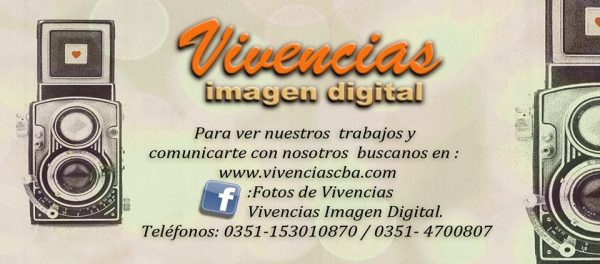 Vivencias
imagen digital
Para ver nuestros trabajos y
comunicarte con nosotros buscanos en :
www.vivenciascba.com
f :Fotos de Vivencias
Vivencias Imagen Digital.
Teléfonos: 0351-153010870 / 0351- 4700807